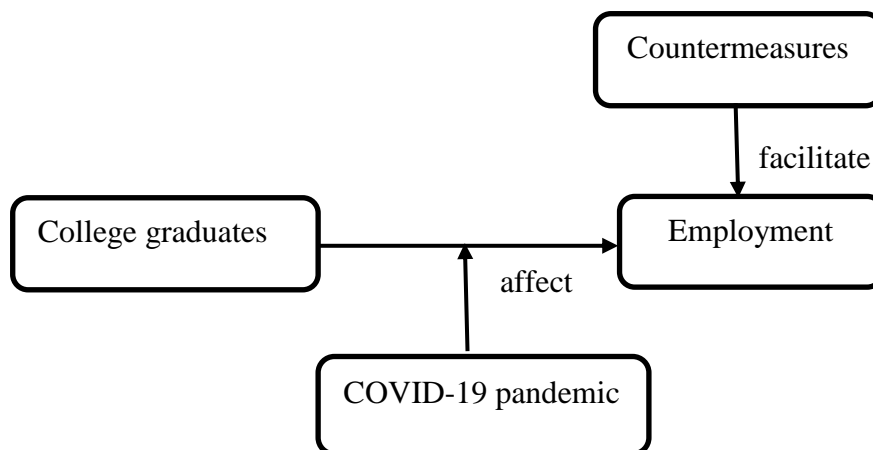 Countermeasures
facilitate
College graduates
Employment
affect
COVID-19 pandemic